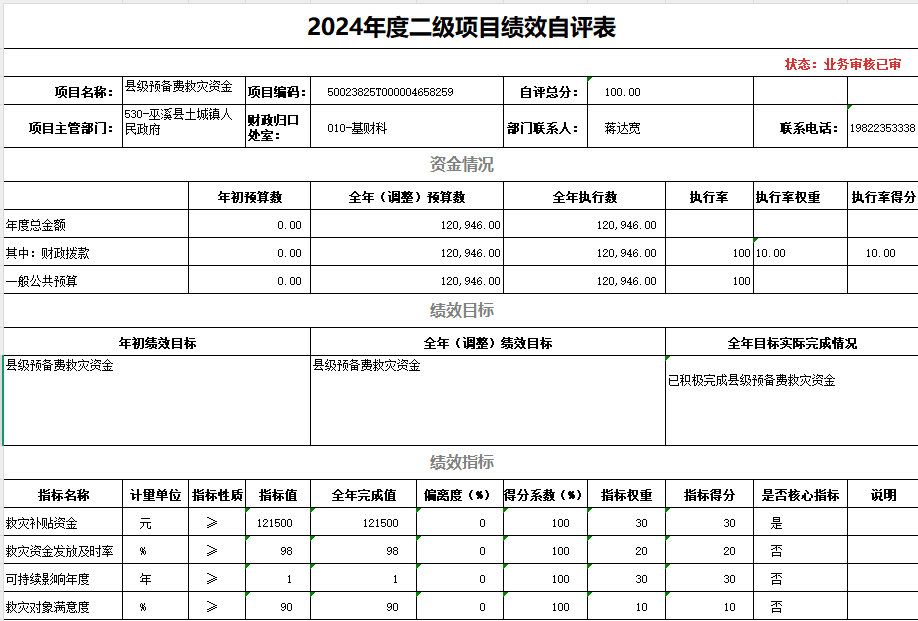 2024年度二级项目绩效自评表
状态：业务审核已审
项目名称： 县级预备费救灾资金 项目编码： 50023825T000004658259 自评总分： 100.00
项目主管部门： 530-巫溪县土城镇人民政府 财政归口处室： 010-基财科 部门联系人： 蒋达宽 联系电话： 19822353338
资金情况
年初预算数 全年（调整）预算数 全年执行数 执行率 执行率权重 执行率得分
年度总金额 0.00 120,946.00 120,946.00
其中：财政拨款 0.00 120,946.00 120,946.00 100 10.00 10.00
一般公共预算 0.00 120,946.00 120,946.00 100
绩效目标
年初绩效目标 全年（调整）绩效目标 全年目标实际完成情况
县级预备费救灾资金 县级预备费救灾资金 已积极完成县级预备费救灾资金
绩效指标
指标名称 计量单位 指标性质 指标值 全年完成值 偏离度（%） 得分系数（%） 指标权重 指标得分 是否核心指标 说明
救灾补贴资金 元 ≥ 121500 121500 0 100 30 30 是
救灾资金发放及时率 % ≥ 98 98 0 100 20 20 否
可持续影响年度 年 ≥ 1 1 0 100 30 30 否
救灾对象满意度 % ≥ 90 90 0 100 10 10 否